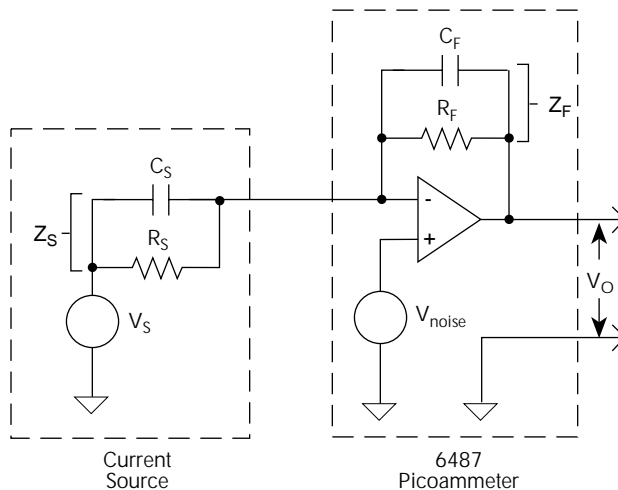 C_F
R_F
Z_F
C_S
Z_S
R_S
-
+
V_S
V_noise
V_O
Current
Source
6487
Picoammeter